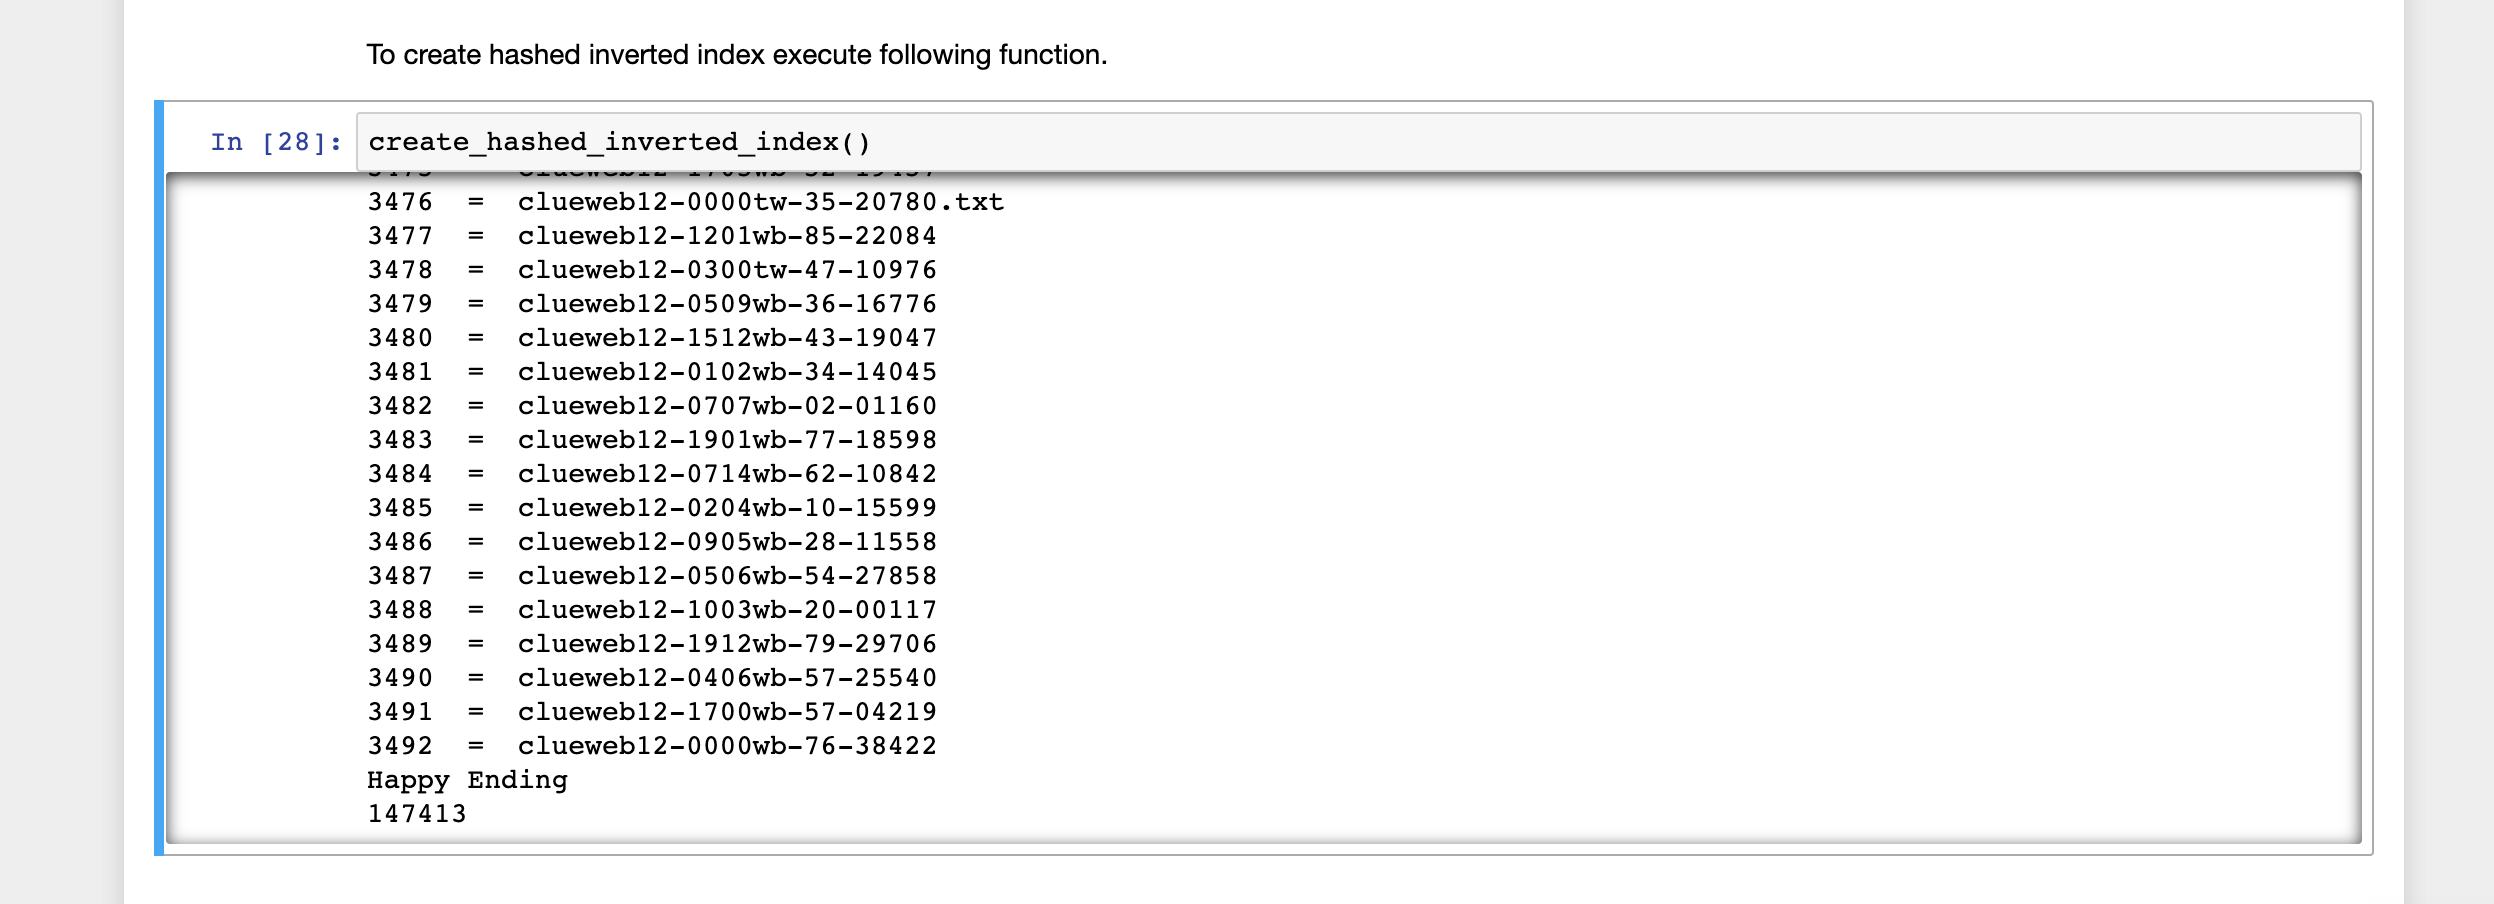 To create hashed inverted index execute following function.
In [28]: create_hashed_inverted_index()
3476 = clueweb12-0000tw-35-20780.txt
3477 = clueweb12-1201wb-85-22084
3478 = clueweb12-0300tw-47-10976
3479 = clueweb12-0509wb-36-16776
3480 = clueweb12-1512wb-43-19047
3481 = clueweb12-0102wb-34-14045
3482 = clueweb12-0707wb-02-01160
3483 = clueweb12-1901wb-77-18598
3484 = clueweb12-0714wb-62-10842
3485 = clueweb12-0204wb-10-15599
3486 = clueweb12-0905wb-28-11558
3487 = clueweb12-0506wb-54-27858
3488 = clueweb12-1003wb-20-00117
3489 = clueweb12-1912wb-79-29706
3490 = clueweb12-0406wb-57-25540
3491 = clueweb12-1700wb-57-04219
3492 = clueweb12-0000wb-76-38422
Happy Ending
147413